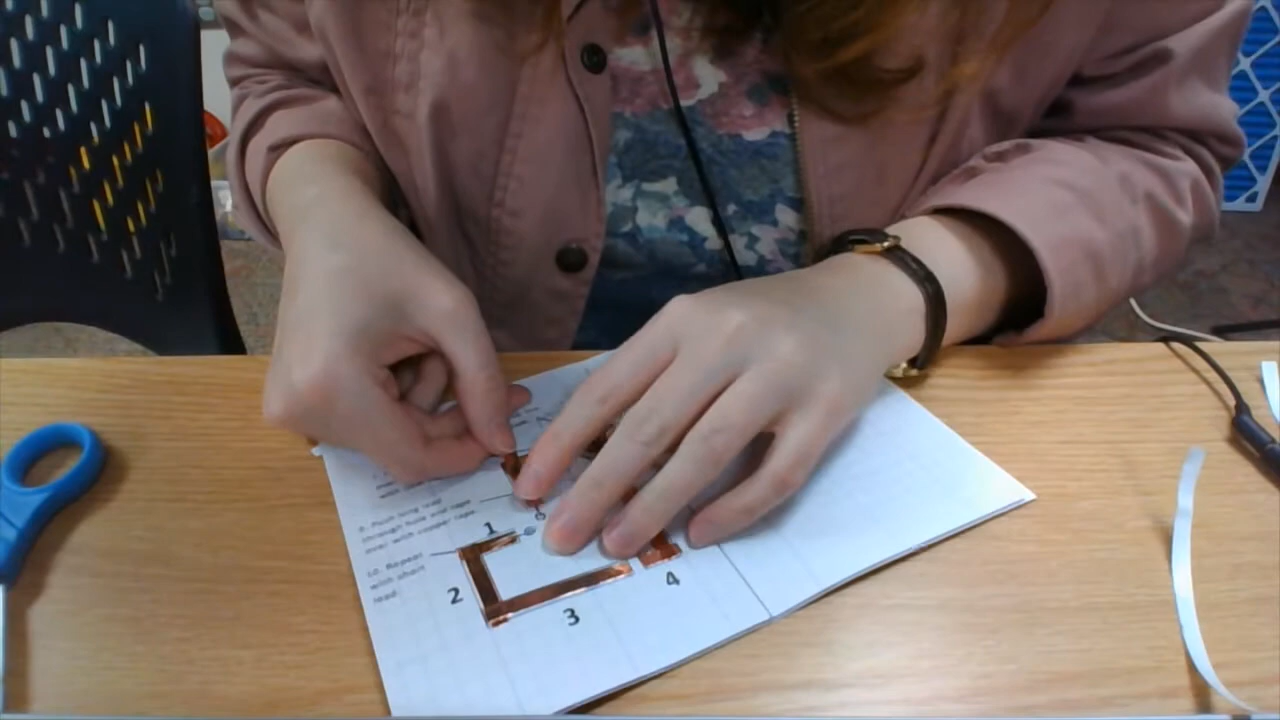 with
9. Push long lead
through hole and tape
over with copper tape.
10. Repeat
with short
lead
1
2
3
4